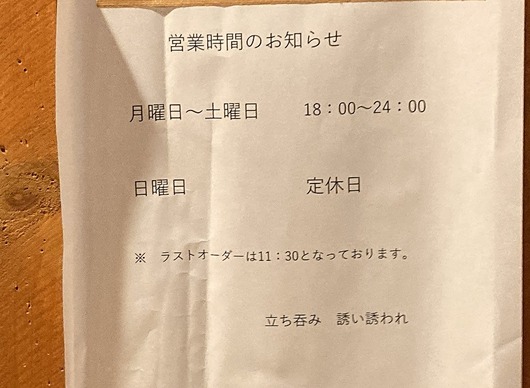 営業時間のお知らせ
月曜日～土曜日　18：00～24：00
日曜日　定休日
※　ラストオーダーは11：30となっております。
立ち呑み　誘い誘われ